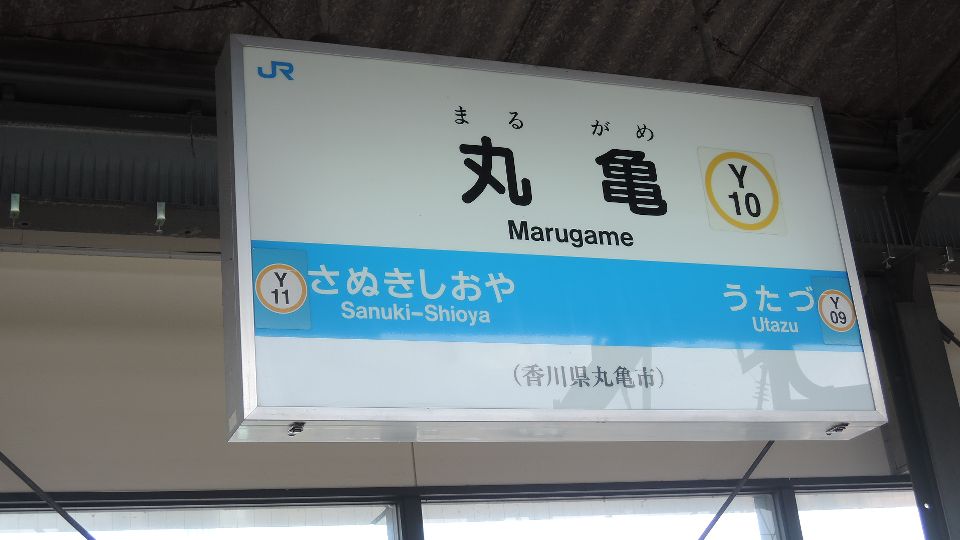 JR
まるがめ
丸亀
Y
10
Marugame
Y
11
さぬきしおや
Sanuki-Shioya
うたづ
Utazu
Y
09
(香川県丸亀市)